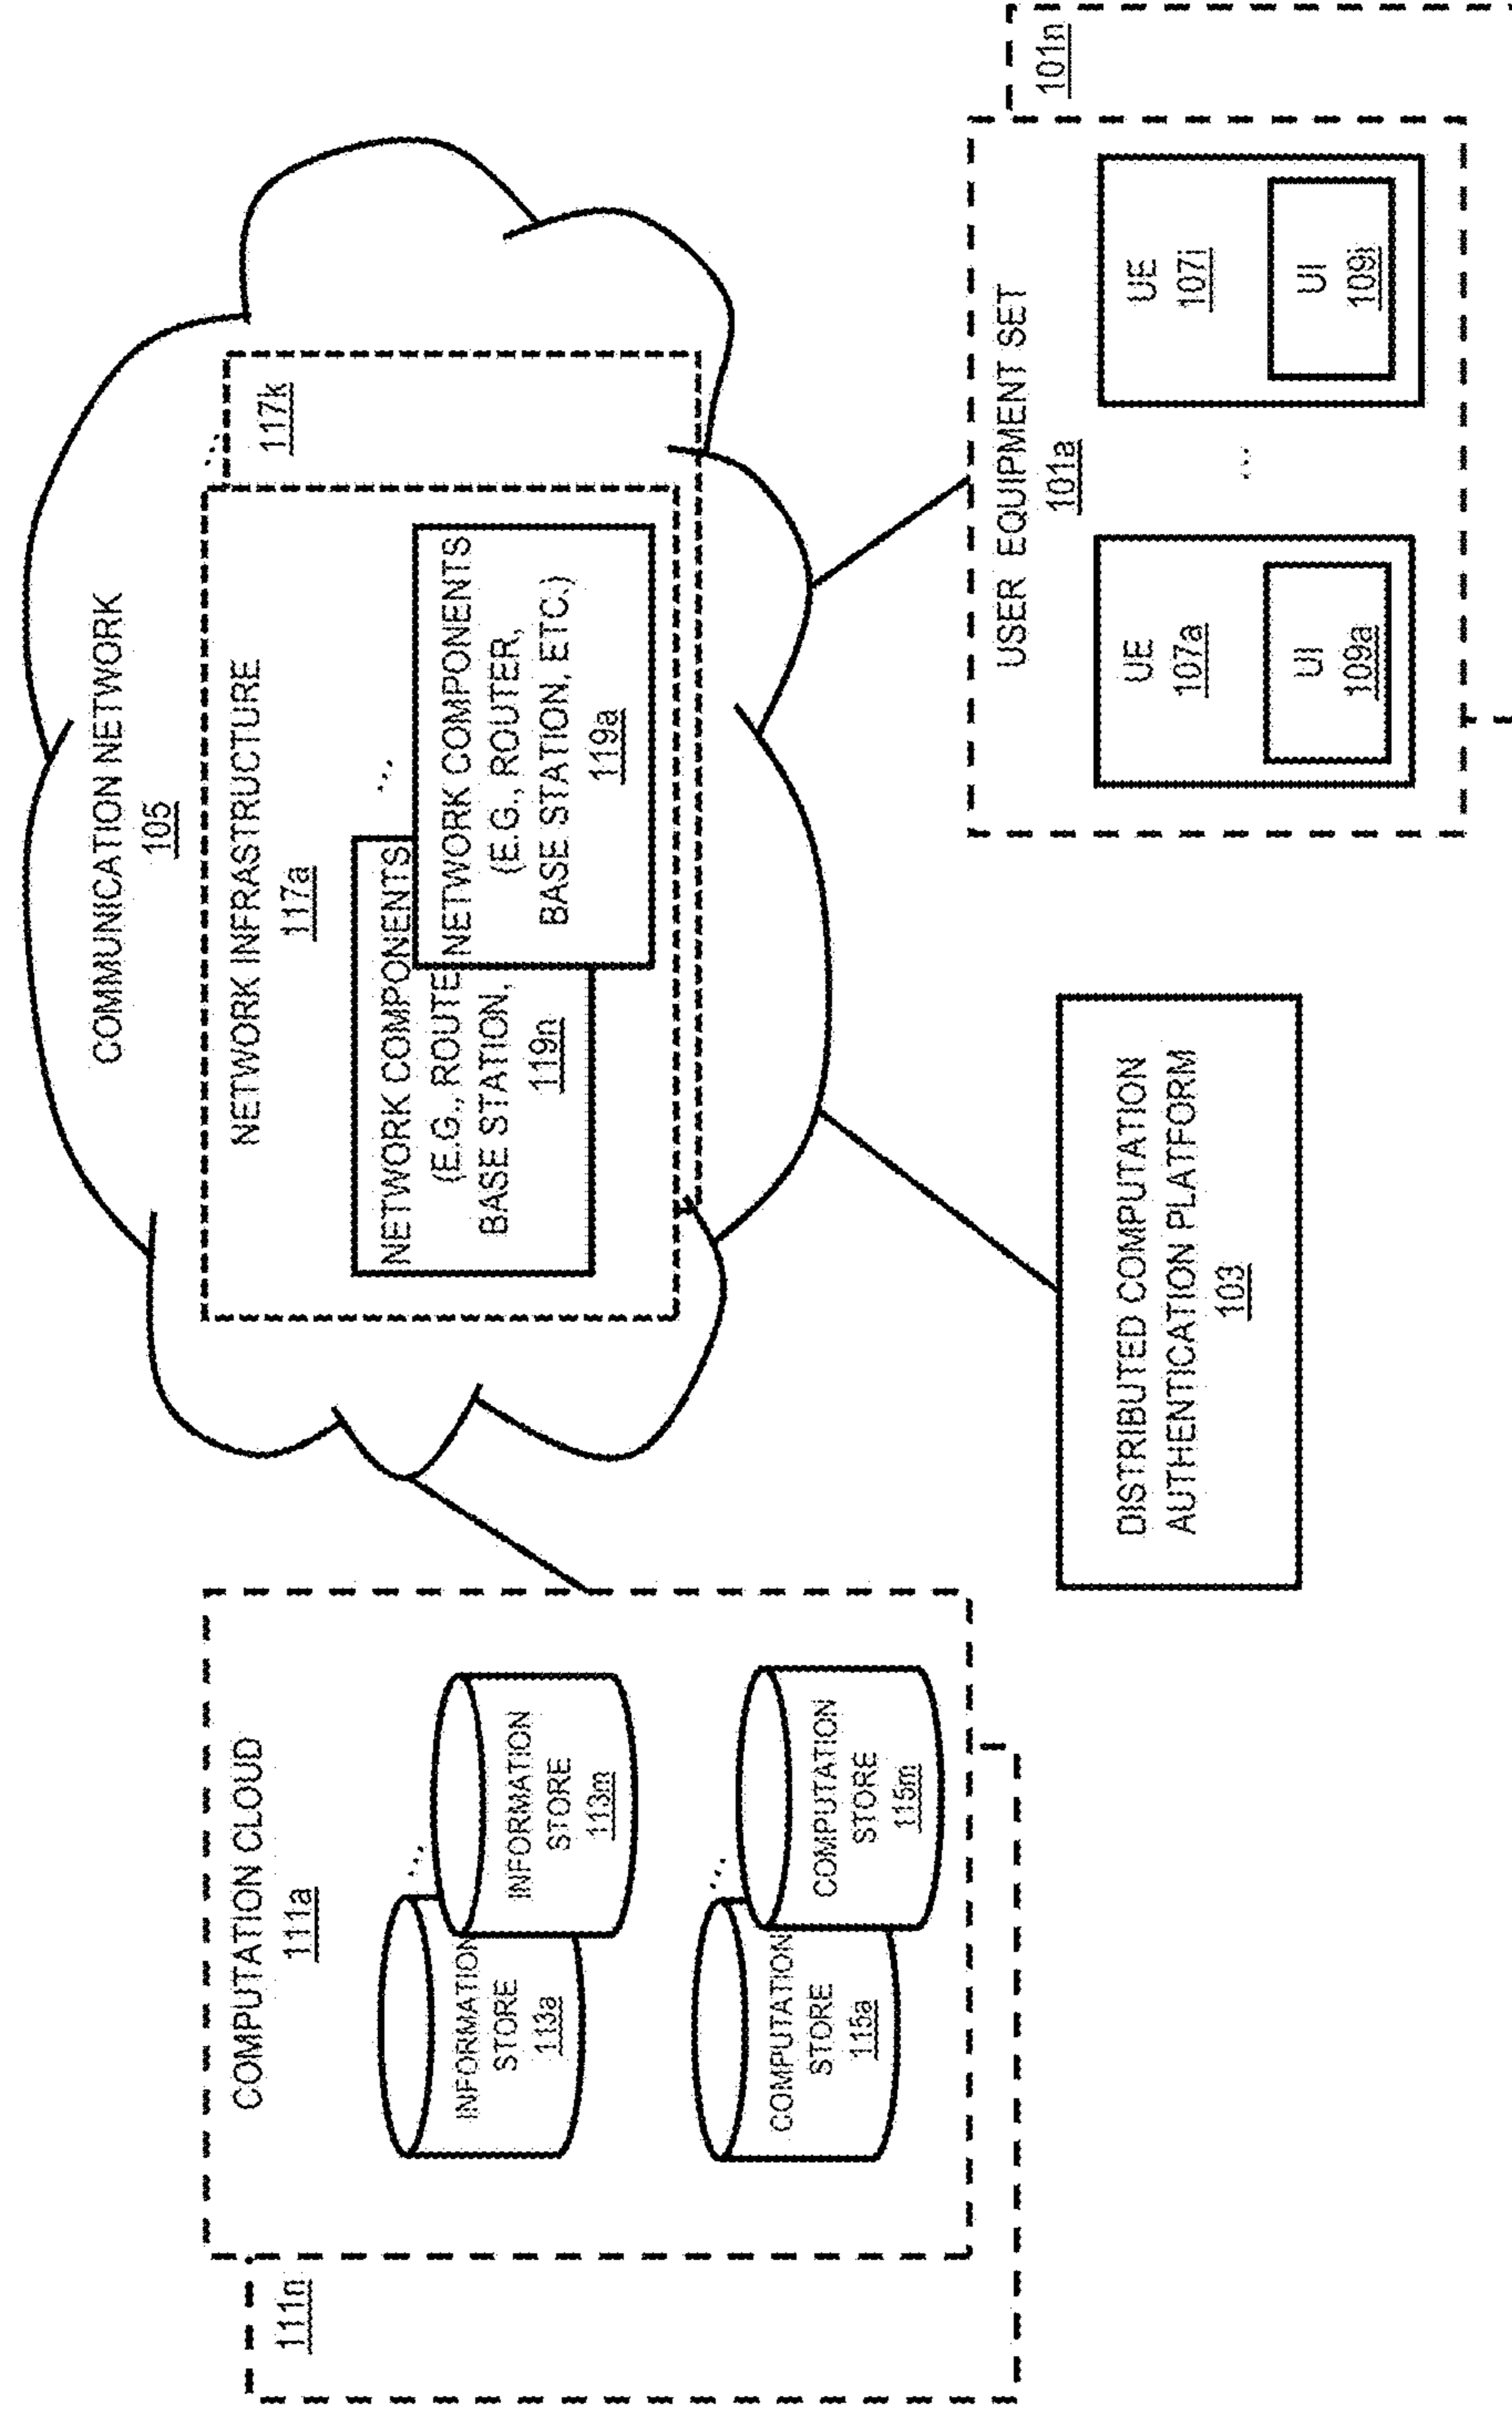 COMMUNICATION NETWORK
105
NETWORK INFRASTRUCTURE
117a
117k
...
NETWORK COMPONENTS
(E.G., ROUTE
BASE STATION,
119n
...
NETWORK COMPONENTS
(E.G., ROUTER,
BASE STATION, ETC.)
119a
111n
COMPUTATION CLOUD
111a
INFORMATION
STORE
113a
...
INFORMATION
STORE
113m
COMPUTATION
STORE
115a
...
COMPUTATION
STORE
115m
DISTRIBUTED COMPUTATION
AUTHENTICATION PLATFORM
103
USER EQUIPMENT SET
101a
101n
UE
107a
UI
109a
...
UE
107i
UI
109i